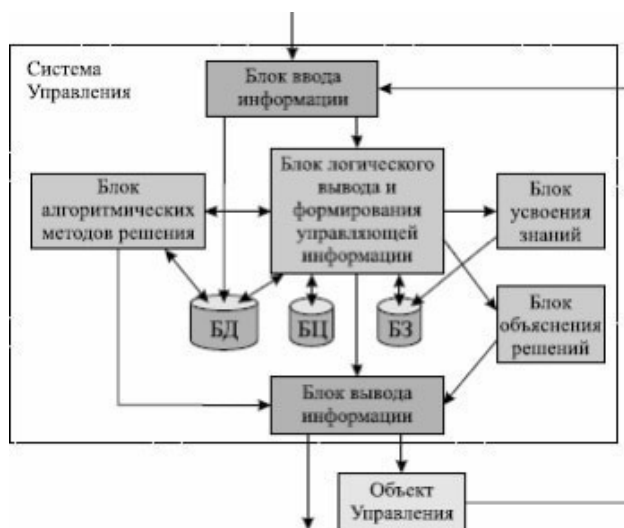 Система
Управления
Блок ввода
информации
Блок
алгоритмических
методов решения
Блок логического
вывода и
формирования
управляющей
информации
Блок
усвоения
знаний
БД
БЦ
БЗ
Блок
объяснения
решений
Блок вывода
информации
Объект
Управления